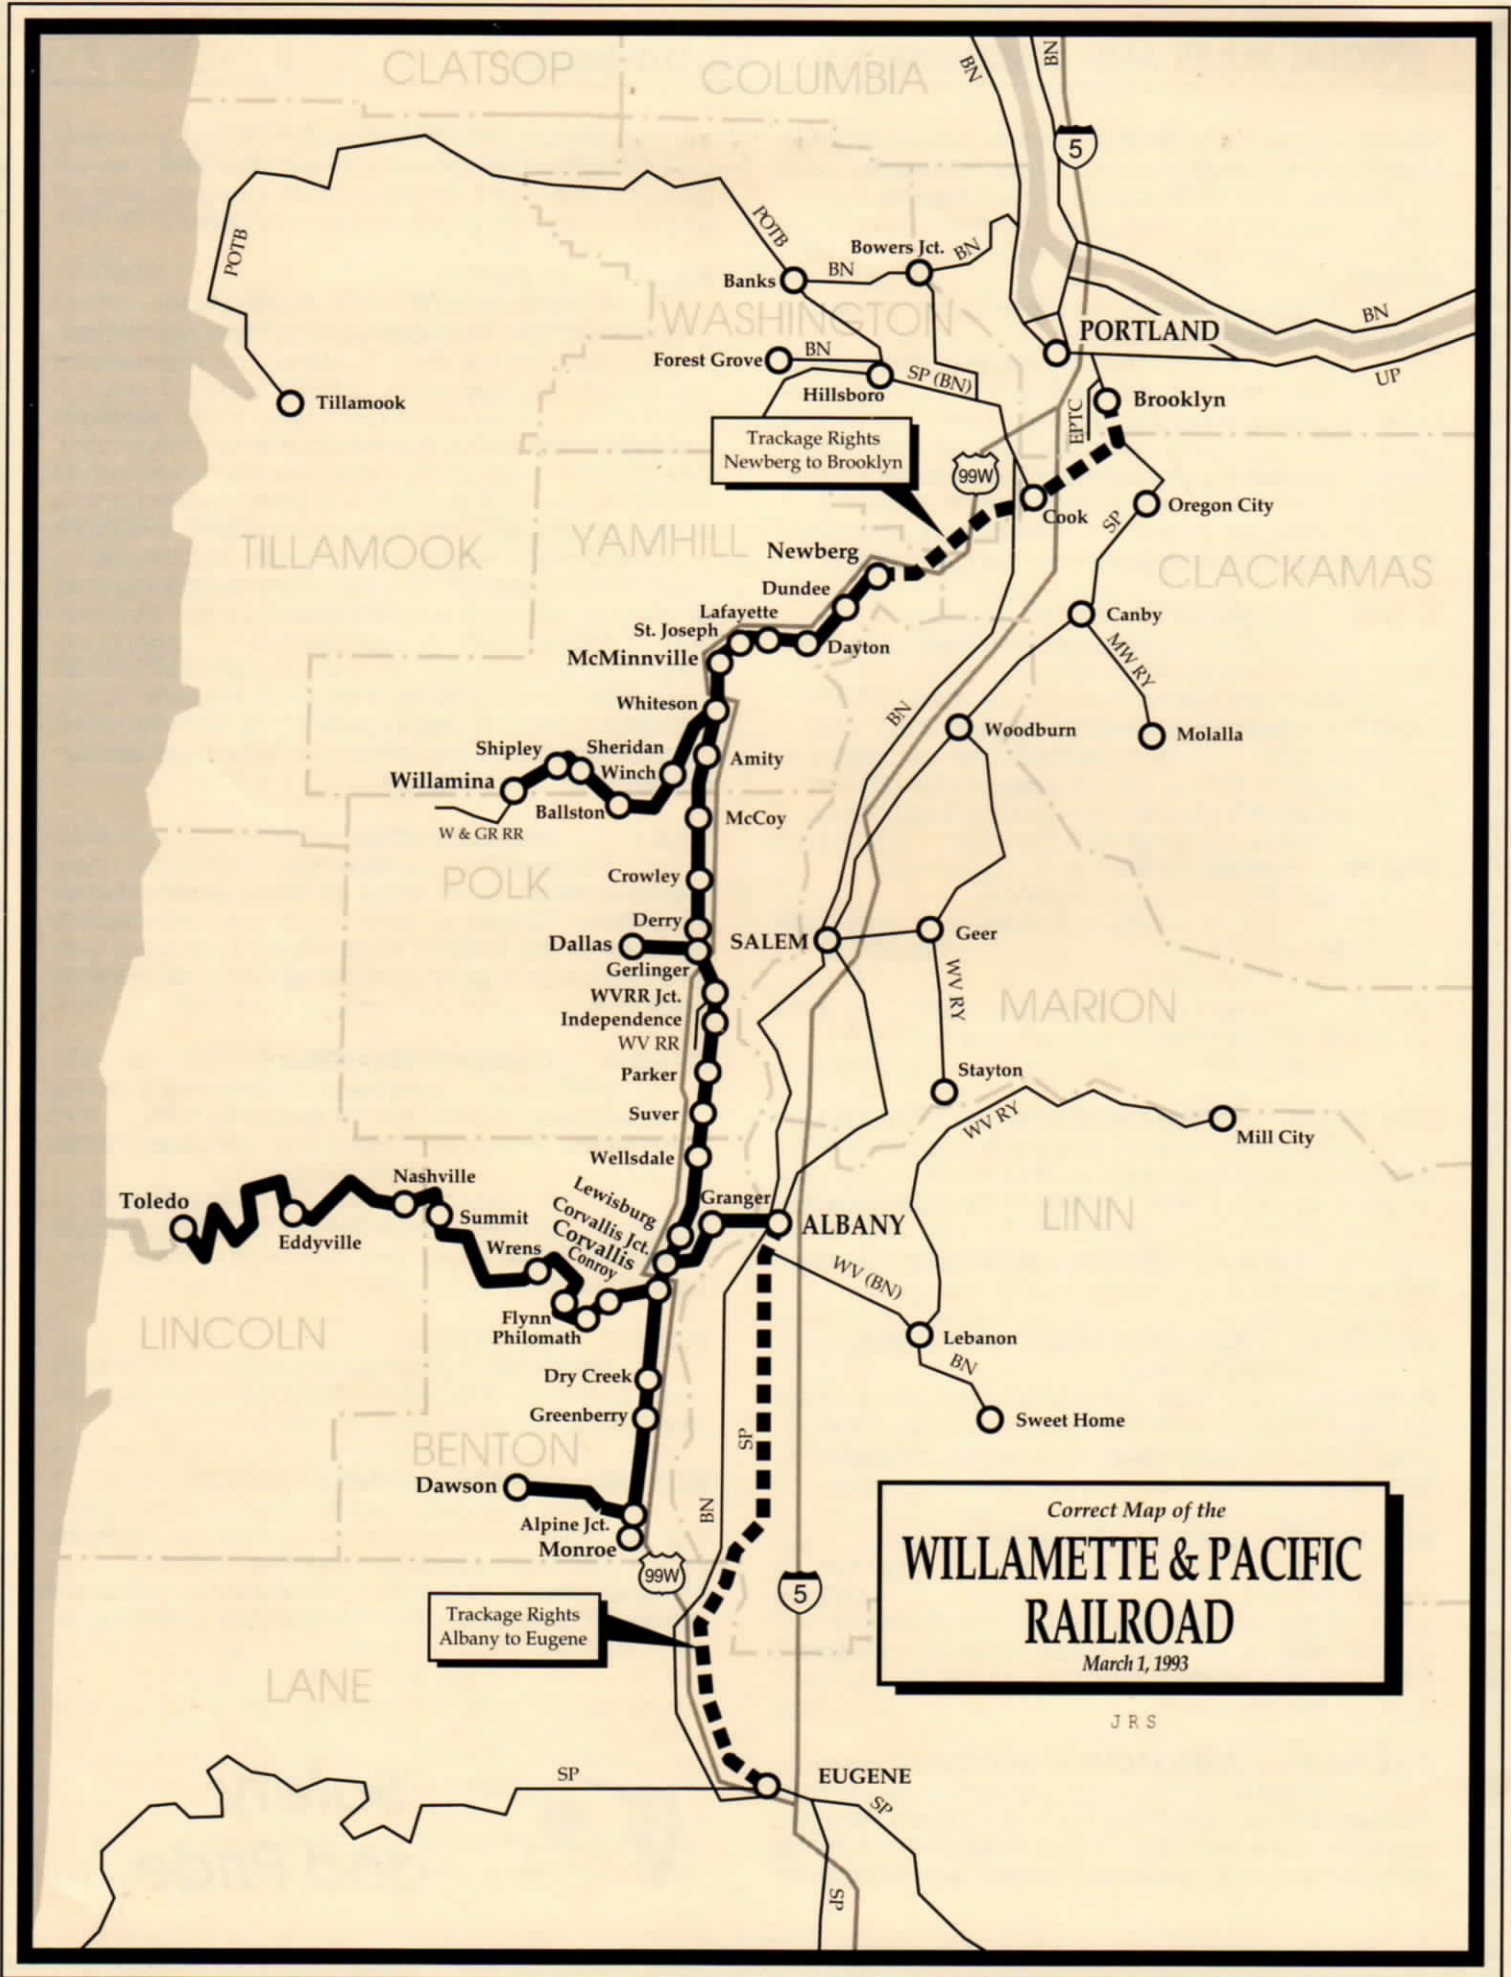 CLATSOP
COLUMBIA
BN
BN
5
POTB
POTB
Bowers Jct.
BN
Banks
BN
WASHINGTON
BN
PORTLAND
Forest Grove
BN
SP (BN)
UP
Hillsboro
Tillamook
Brooklyn
EPTC
Trackage Rights
Newberg to Brooklyn
99W
Cook
Oregon City
SP
TILLAMOOK
YAMHILL
Newberg
CLACKAMAS
Dundee
Lafayette
Canby
St. Joseph
Dayton
McMinnville
MW RY
Whiteson
BN
Woodburn
Molalla
Shipley
Sheridan
Amity
Winch
Willamina
Ballston
McCoy
W & GR RR
Crowley
POLK
Derry
Dallas
SALEM
Geer
Gerlinger
WVRR Jct.
WV RY
MARION
Independence
WV RR
Parker
Stayton
Suver
WV RY
Mill City
Wellsdale
Nashville
Toledo
Lewisburg
Granger
Summit
Corvallis Jct.
ALBANY
LINN
Eddyville
Wrens
Corvallis
Conroy
WV (BN)
Flynn
LINCOLN
Philomath
Lebanon
BN
Dry Creek
Greenberry
Sweet Home
SP
BENTON
Dawson
BN
Alpine Jct.
Monroe
99W
5
Correct Map of the
WILLAMETTE & PACIFIC
RAILROAD
March 1, 1993
Trackage Rights
Albany to Eugene
LANE
JRS
SP
EUGENE
SP
SP